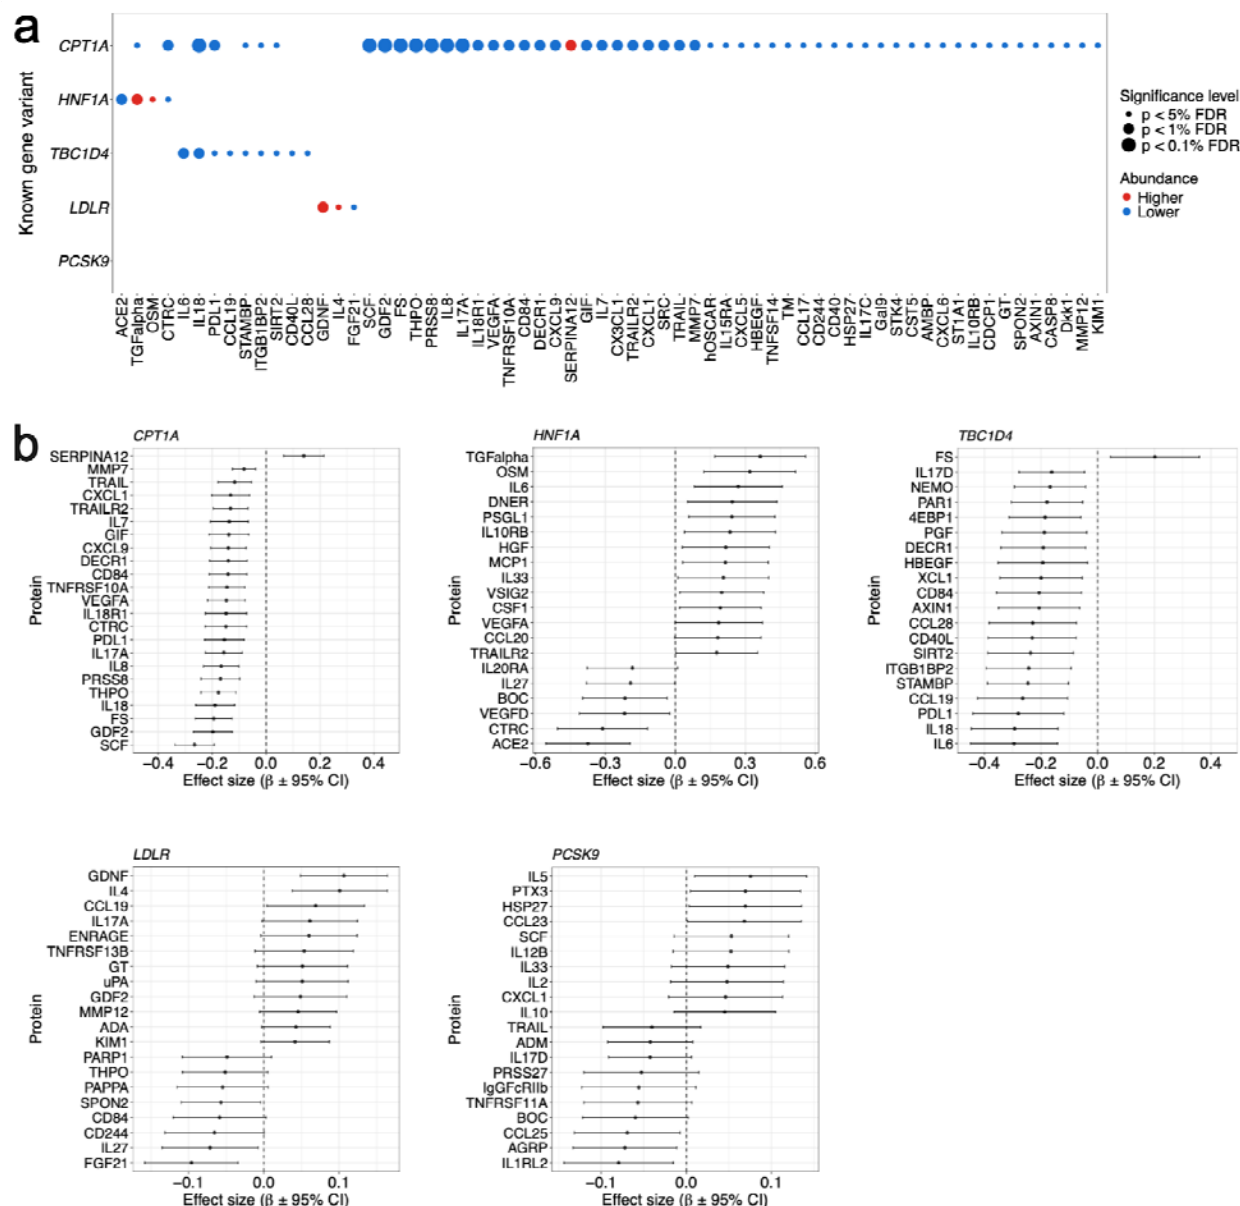 a
Known gene variant
CPT1A
HNF1A
TBC1D4
LDLR
PCSK9
ACE2
TGFalpha
OSM
CTRC
IL6
IL18
PDL1
CCL19
STAMBP
ITGB1BP2
SIRT2
CD40L
CCL28
GDNF
IL4
FGF21
SCF
GDF2
FS
THPO
PRSS8
IL8
IL17A
IL18R1
VEGFA
TNFRSF10A
CD84
DECR1
CXCL9
SERPINA12
GIF
IL7
CX3CL1
TRAILR2
CXCL1
SRC
TRAIL
MMP7
hOSCAR
IL15RA
CXCL5
HBEGF
TNFSF14
TM
CCL17
CD244
CD40
HSP27
IL17C
Gal9
STK4
CST5
AMBP
CXCL6
ST1A1
IL10RB
CDCP1
GT
SPON2
AXIN1
CASP8
Dkk1
MMP12
KIM1
Significance level
p < 5% FDR
p < 1% FDR
p < 0.1% FDR
Abundance
Higher
Lower
b
CPT1A
Protein
SERPINA12
MMP7
TRAIL
CXCL1
TRAILR2
IL7
GIF
CXCL9
DECR1
CD84
TNFRSF10A
VEGFA
IL18R1
CTRC
PDL1
IL17A
IL8
PRSS8
THPO
IL18
FS
GDF2
SCF
−0.4 −0.2 0.0 0.2 0.4
Effect size (β ± 95% CI)
HNF1A
Protein
TGFalpha
OSM
IL6
DNER
PSGL1
IL10RB
HGF
MCP1
IL33
VSIG2
CSF1
VEGFA
CCL20
TRAILR2
IL20RA
IL27
BOC
VEGFD
CTRC
ACE2
−0.6 −0.3 0.0 0.3 0.6
Effect size (β ± 95% CI)
TBC1D4
Protein
FS
IL17D
NEMO
PAR1
4EBP1
PGF
DECR1
HBEGF
XCL1
CD84
AXIN1
CCL28
CD40L
SIRT2
ITGB1BP2
STAMBP
CCL19
PDL1
IL18
IL6
−0.4 −0.2 0.0 0.2 0.4
Effect size (β ± 95% CI)
LDLR
Protein
GDNF
IL4
CCL19
IL17A
ENRAGE
TNFRSF13B
GT
uPA
GDF2
MMP12
ADA
KIM1
PARP1
THPO
PAPPA
SPON2
CD84
CD244
IL27
FGF21
−0.1 0.0 0.1
Effect size (β ± 95% CI)
PCSK9
Protein
IL5
PTX3
HSP27
CCL23
SCF
IL12B
IL33
IL2
CXCL1
IL10
TRAIL
ADM
IL17D
PRSS27
IgGFcRIIb
TNFRSF11A
BOC
CCL25
AGRP
IL1RL2
−0.1 0.0 0.1
Effect size (β ± 95% CI)